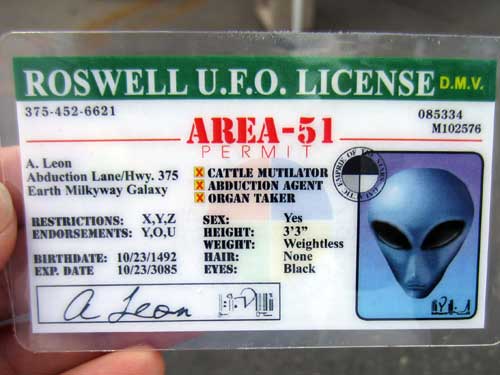 ROSWELL U.F.O. LICENSE D.M.V.
375-452-6621
085334
M102576
AREA-51
PERMIT
A. Leon
Abduction Lane/Hwy. 375
Earth Milkyway Galaxy
X CATTLE MUTILATOR
X ABDUCTION AGENT
X ORGAN TAKER
RESTRICTIONS: X,Y,Z
ENDORSEMENTS: Y,O,U
BIRTHDATE: 10/23/1492
EXP. DATE 10/23/3085
SEX: Yes
HEIGHT: 3'3"
WEIGHT: Weightless
HAIR: None
EYES: Black
A Leon